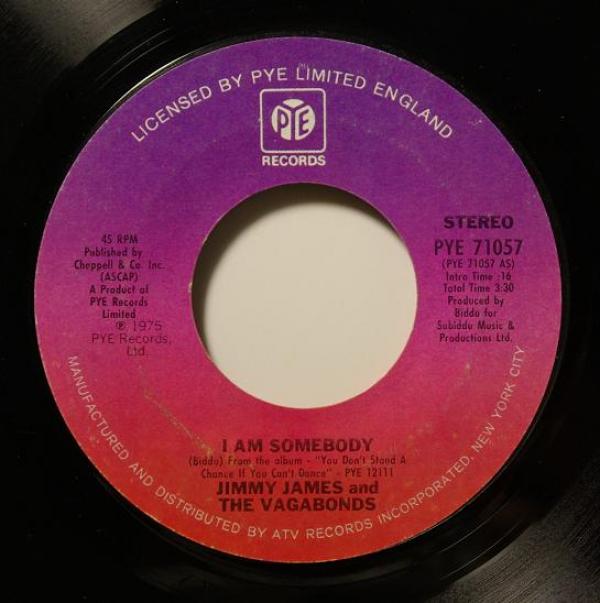 LICENSED BY PYE LIMITED ENGLAND
PYE
RECORDS
45 RPM
Published by
Chappell & Co. Inc.
(ASCAP)
A Product of
PYE Records
Limited
℗ 1975
PYE Records,
Ltd.
STEREO
PYE 71057
(PYE 71057 AS)
Intro Time :16
Total Time 3:30
Produced by
Biddu for
Subiddu Music &
Productions Ltd.
I AM SOMEBODY
(Biddu) From the album - "You Don't Stand A
Chance If You Can't Dance" - PYE 12111
JIMMY JAMES and
THE VAGABONDS
MANUFACTURED AND DISTRIBUTED BY ATV RECORDS INCORPORATED, NEW YORK CITY